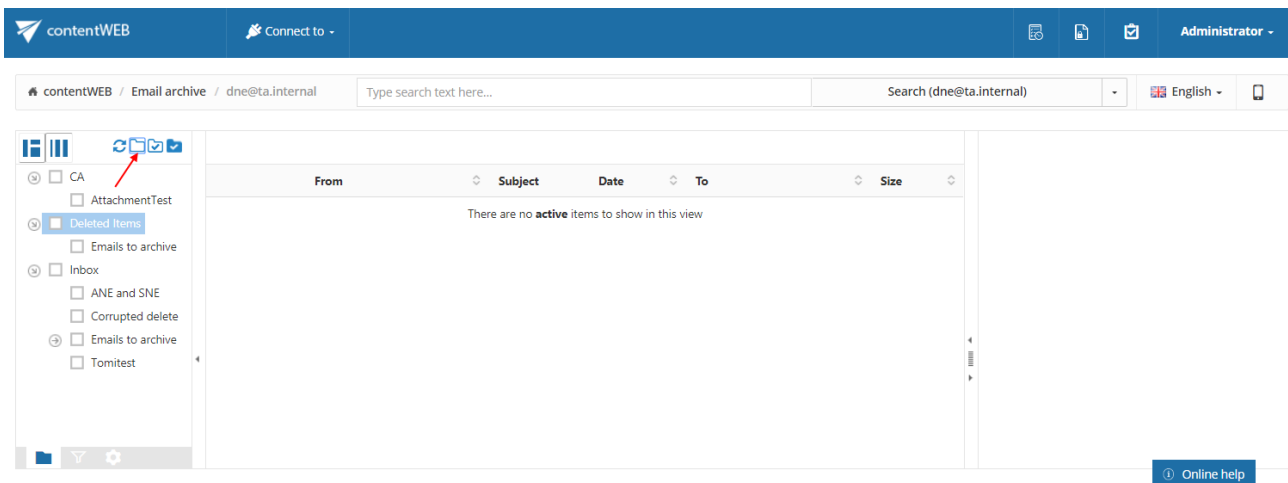 contentWEB Connect to Administrator
contentWEB / Email archive / dne@ta.internal Type search text here... Search (dne@ta.internal) English
CA
AttachmentTest
Deleted Items
Emails to archive
Inbox
ANE and SNE
Corrupted delete
Emails to archive
Tomitest
From Subject Date To Size
There are no active items to show in this view
Online help